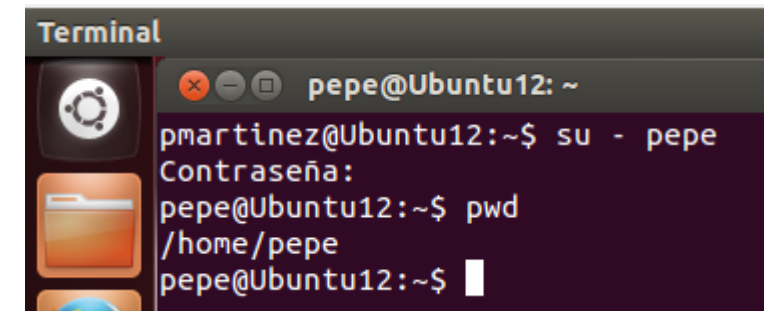 Terminal
pepe@Ubuntu12: ~
pmartinez@Ubuntu12:~$ su - pepe
Contraseña:
pepe@Ubuntu12:~$ pwd
/home/pepe
pepe@Ubuntu12:~$